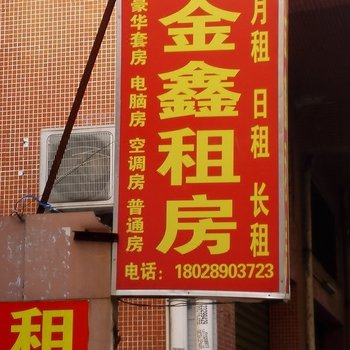 金鑫租房
月租 日租 长租
豪华套房 电脑房 空调房 普通房
电话：18028903723
租